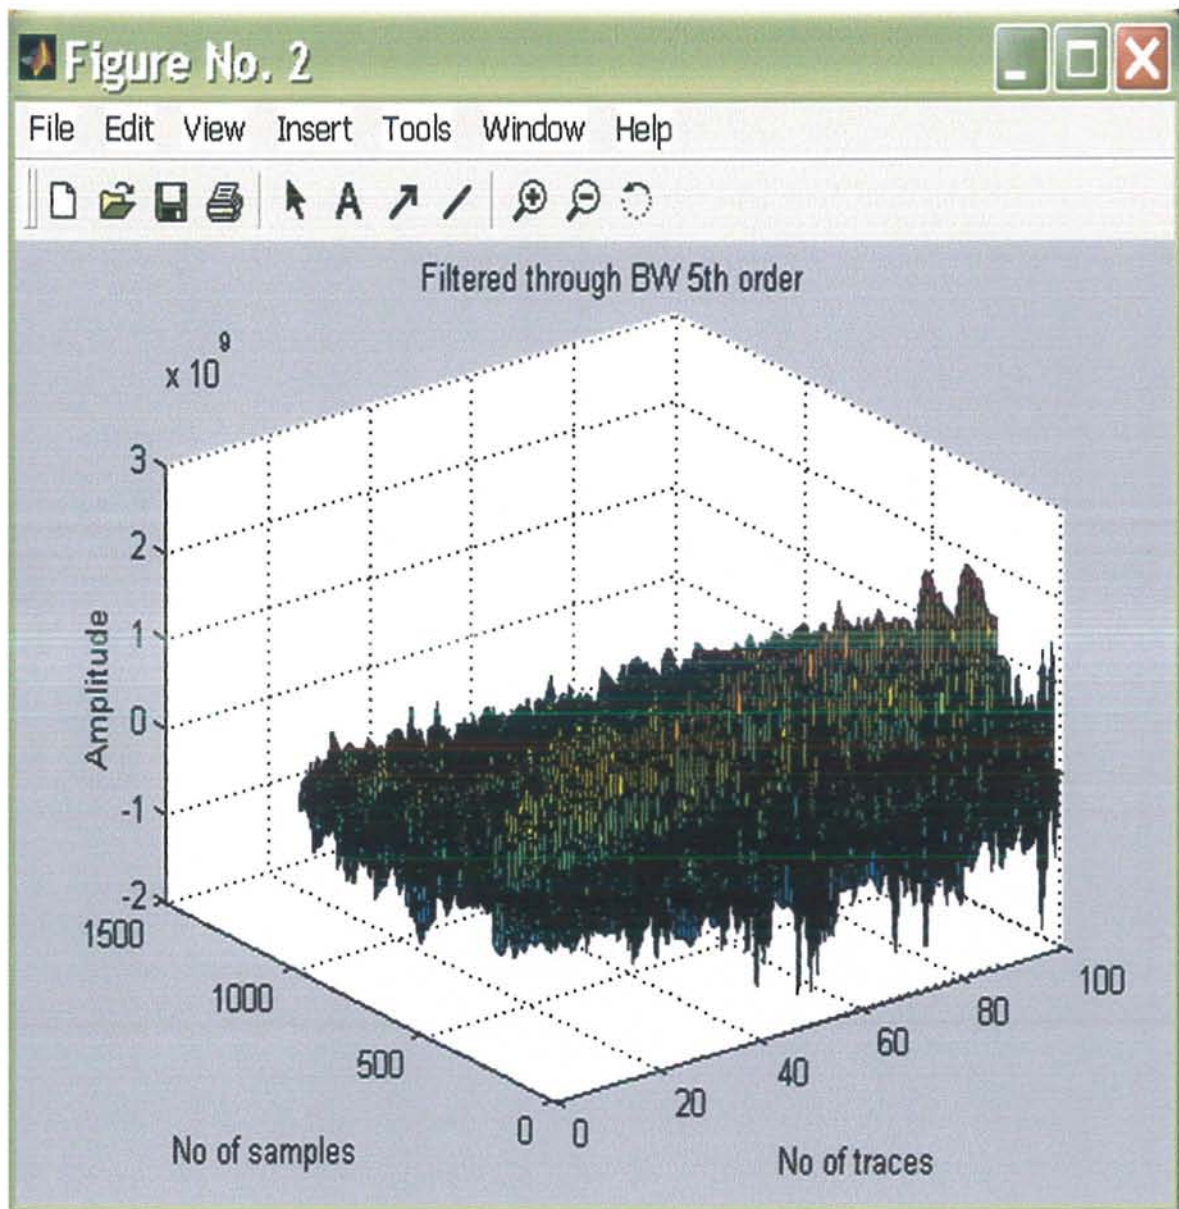 Figure No. 2
File Edit View Insert Tools Window Help
A
Filtered through BW 5th order
x 10^9
3
2
1
0
-1
-2
Amplitude
1500
1000
500
0
No of samples
0
20
40
60
80
100
No of traces